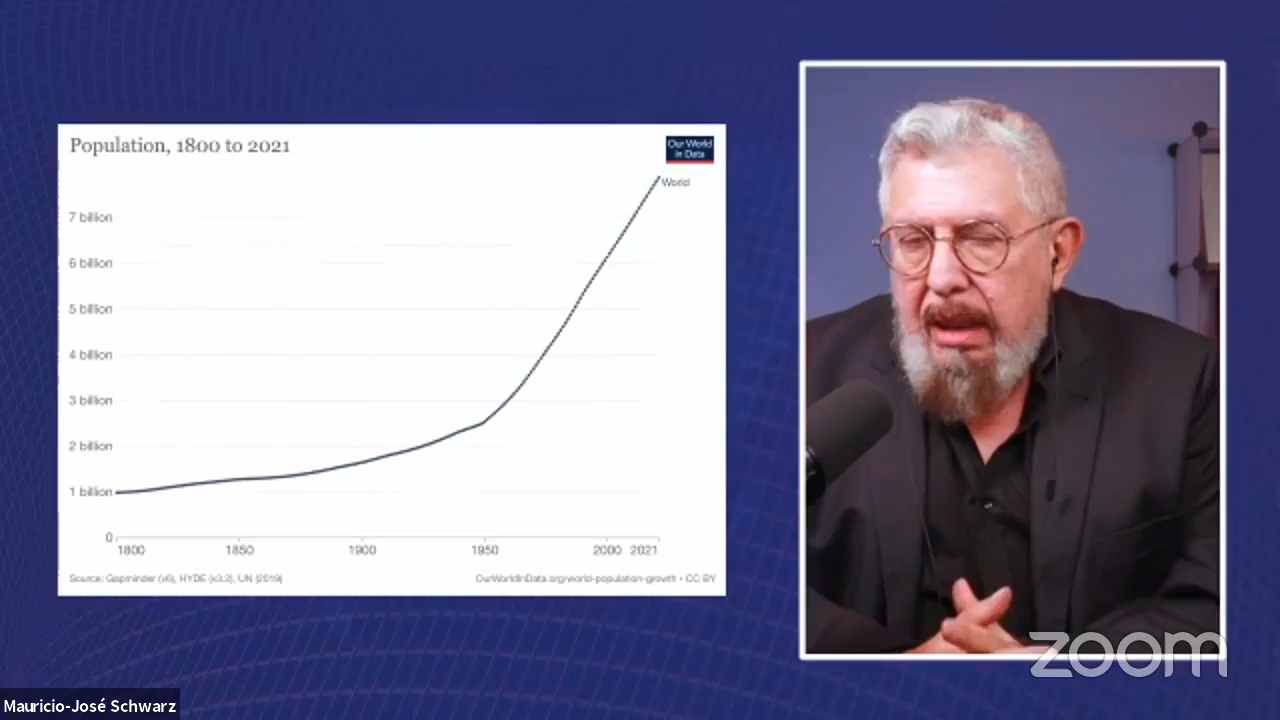 Population, 1800 to 2021
Our World
in Data
World
7 billion
6 billion
5 billion
4 billion
3 billion
2 billion
1 billion
0
1800 1850 1900 1950 2000 2021
Source: Gapminder (v6), HYDE (v3.2), UN (2019)
OurWorldInData.org/world-population-growth • CC BY
zoom
Mauricio-José Schwarz